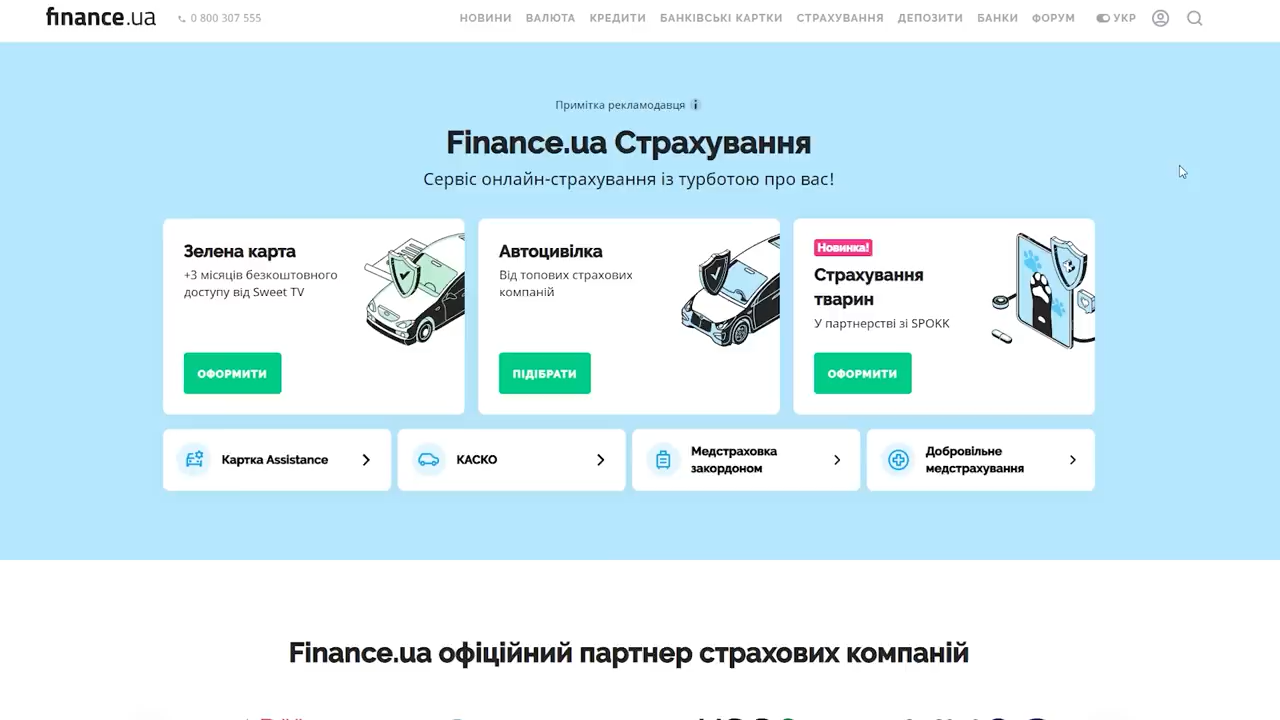 finance.ua
0 800 307 555
НОВИНИ ВАЛЮТА КРЕДИТИ БАНКІВСЬКІ КАРТКИ СТРАХУВАННЯ ДЕПОЗИТИ БАНКИ ФОРУМ УКР
Примітка рекламодавця i
Finance.ua Страхування
Сервіс онлайн-страхування із турботою про вас!
Зелена карта
+3 місяців безкоштовного
доступу від Sweet TV
ОФОРМИТИ
Автоцивілка
Від топових страхових
компаній
ПІДІБРАТИ
Новинка!
Страхування
тварин
У партнерстві зі SPOKK
ОФОРМИТИ
Картка Assistance
КАСКО
Медстраховка
закордоном
Добровільне
медстрахування
Finance.ua офіційний партнер страхових компаній